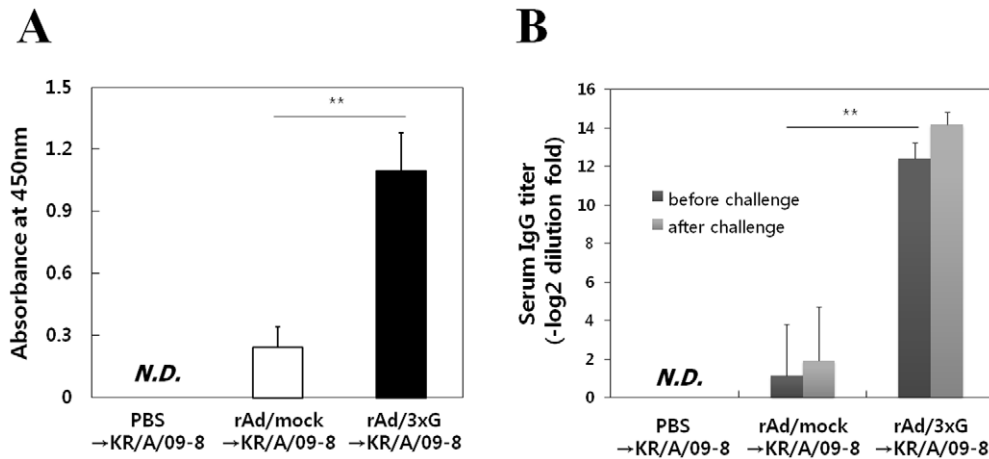 A
Absorbance at 450nm
1.5
1.2
0.9
0.6
0.3
0
**
N.D.
PBS
→KR/A/09-8
rAd/mock
→KR/A/09-8
rAd/3xG
→KR/A/09-8
B
Serum IgG titer
(-log2 dilution fold)
16
14
12
10
8
6
4
2
0
**
before challenge
after challenge
N.D.
PBS
→KR/A/09-8
rAd/mock
→KR/A/09-8
rAd/3xG
→KR/A/09-8